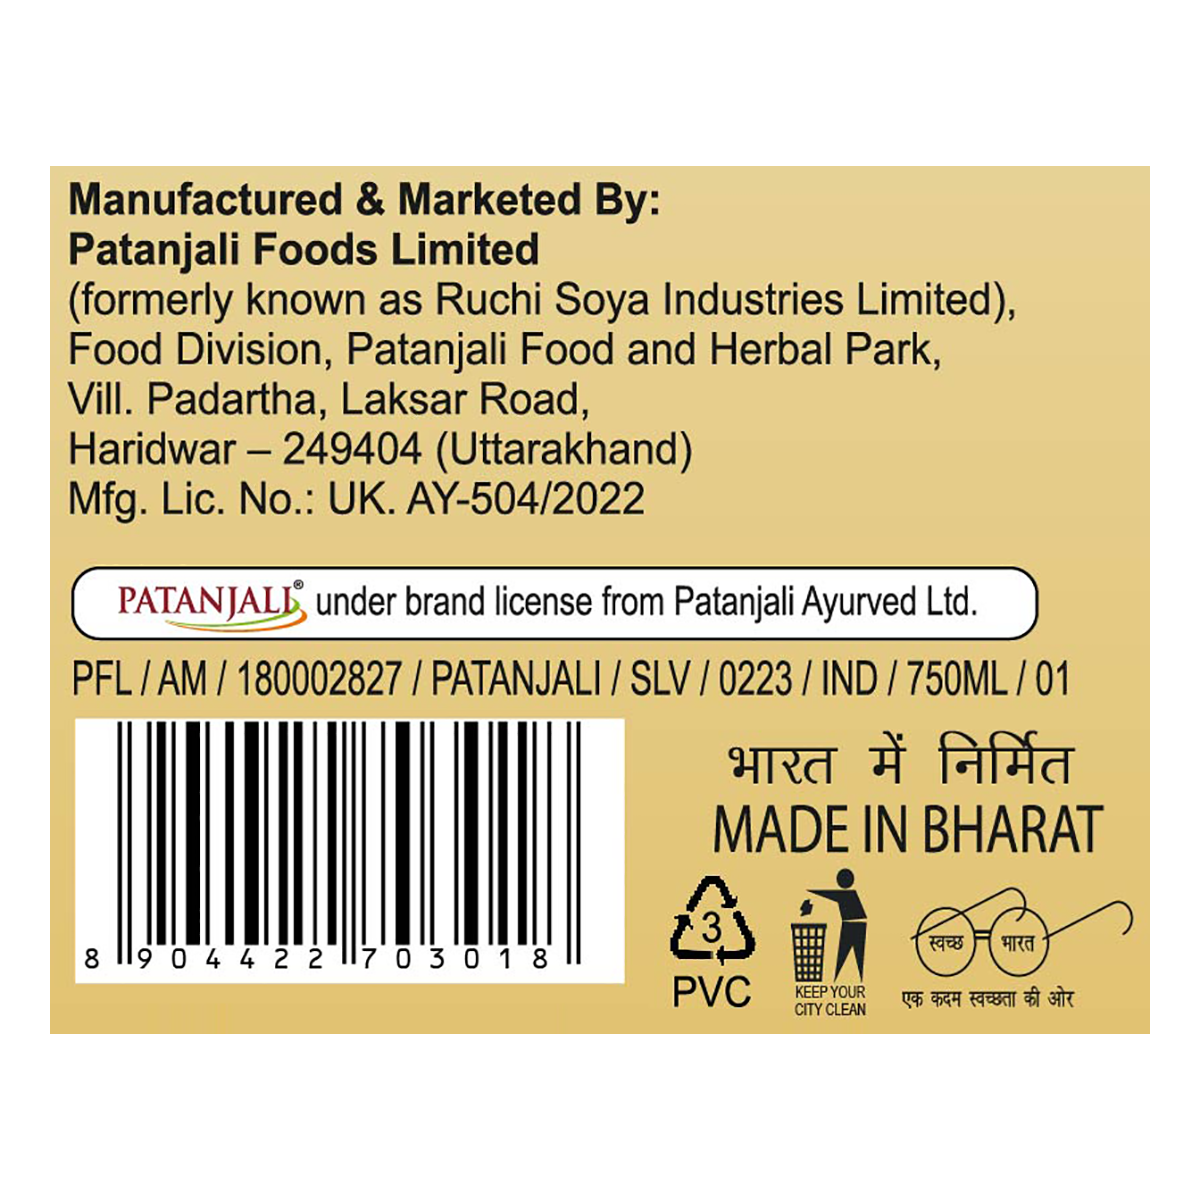 Manufactured & Marketed By:
Patanjali Foods Limited
(formerly known as Ruchi Soya Industries Limited),
Food Division, Patanjali Food and Herbal Park,
Vill. Padartha, Laksar Road,
Haridwar – 249404 (Uttarakhand)
Mfg. Lic. No.: UK. AY-504/2022
PATANJALI® under brand license from Patanjali Ayurved Ltd.
PFL / AM / 180002827 / PATANJALI / SLV / 0223 / IND / 750ML / 01
8 904422 703018
भारत में निर्मित
MADE IN BHARAT
3
PVC
KEEP YOUR
CITY CLEAN
स्वच्छ भारत
एक कदम स्वच्छता की ओर